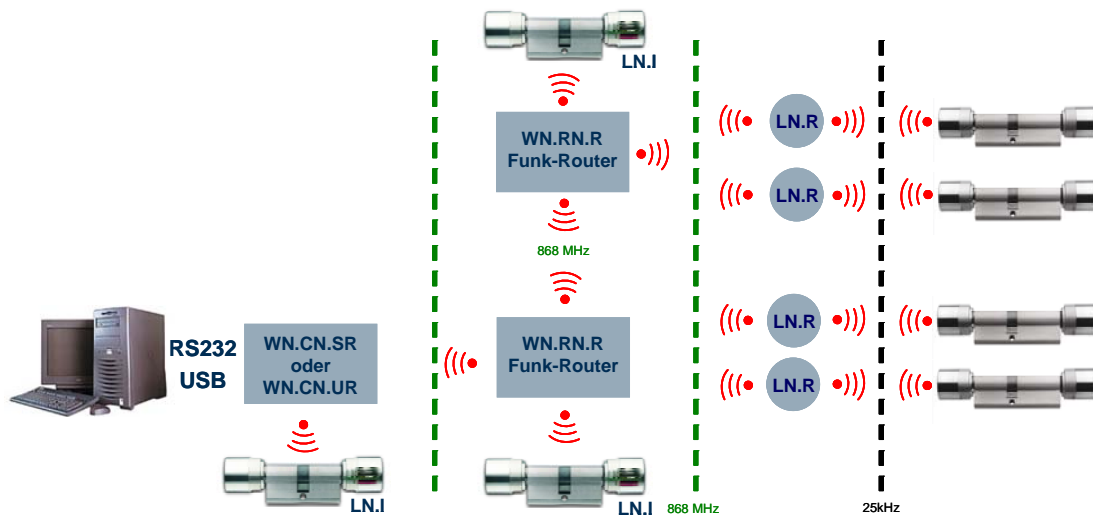 LN.I
WN.RN.R
Funk-Router
LN.R
LN.R
868 MHz
RS232
USB
WN.CN.SR
oder
WN.CN.UR
WN.RN.R
Funk-Router
LN.R
LN.R
LN.I
LN.I
868 MHz
25kHz